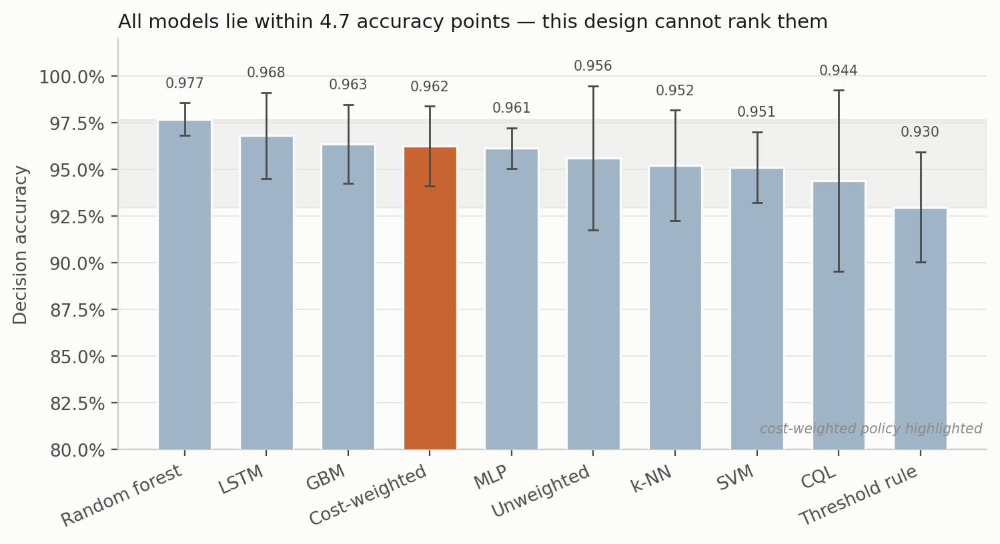 All models lie within 4.7 accuracy points — this design cannot rank them
Decision accuracy
100.0%
97.5%
95.0%
92.5%
90.0%
87.5%
85.0%
82.5%
80.0%
0.977
0.968
0.963
0.962
0.961
0.956
0.952
0.951
0.944
0.930
cost-weighted policy highlighted
Random forest
LSTM
GBM
Cost-weighted
MLP
Unweighted
k-NN
SVM
CQL
Threshold rule